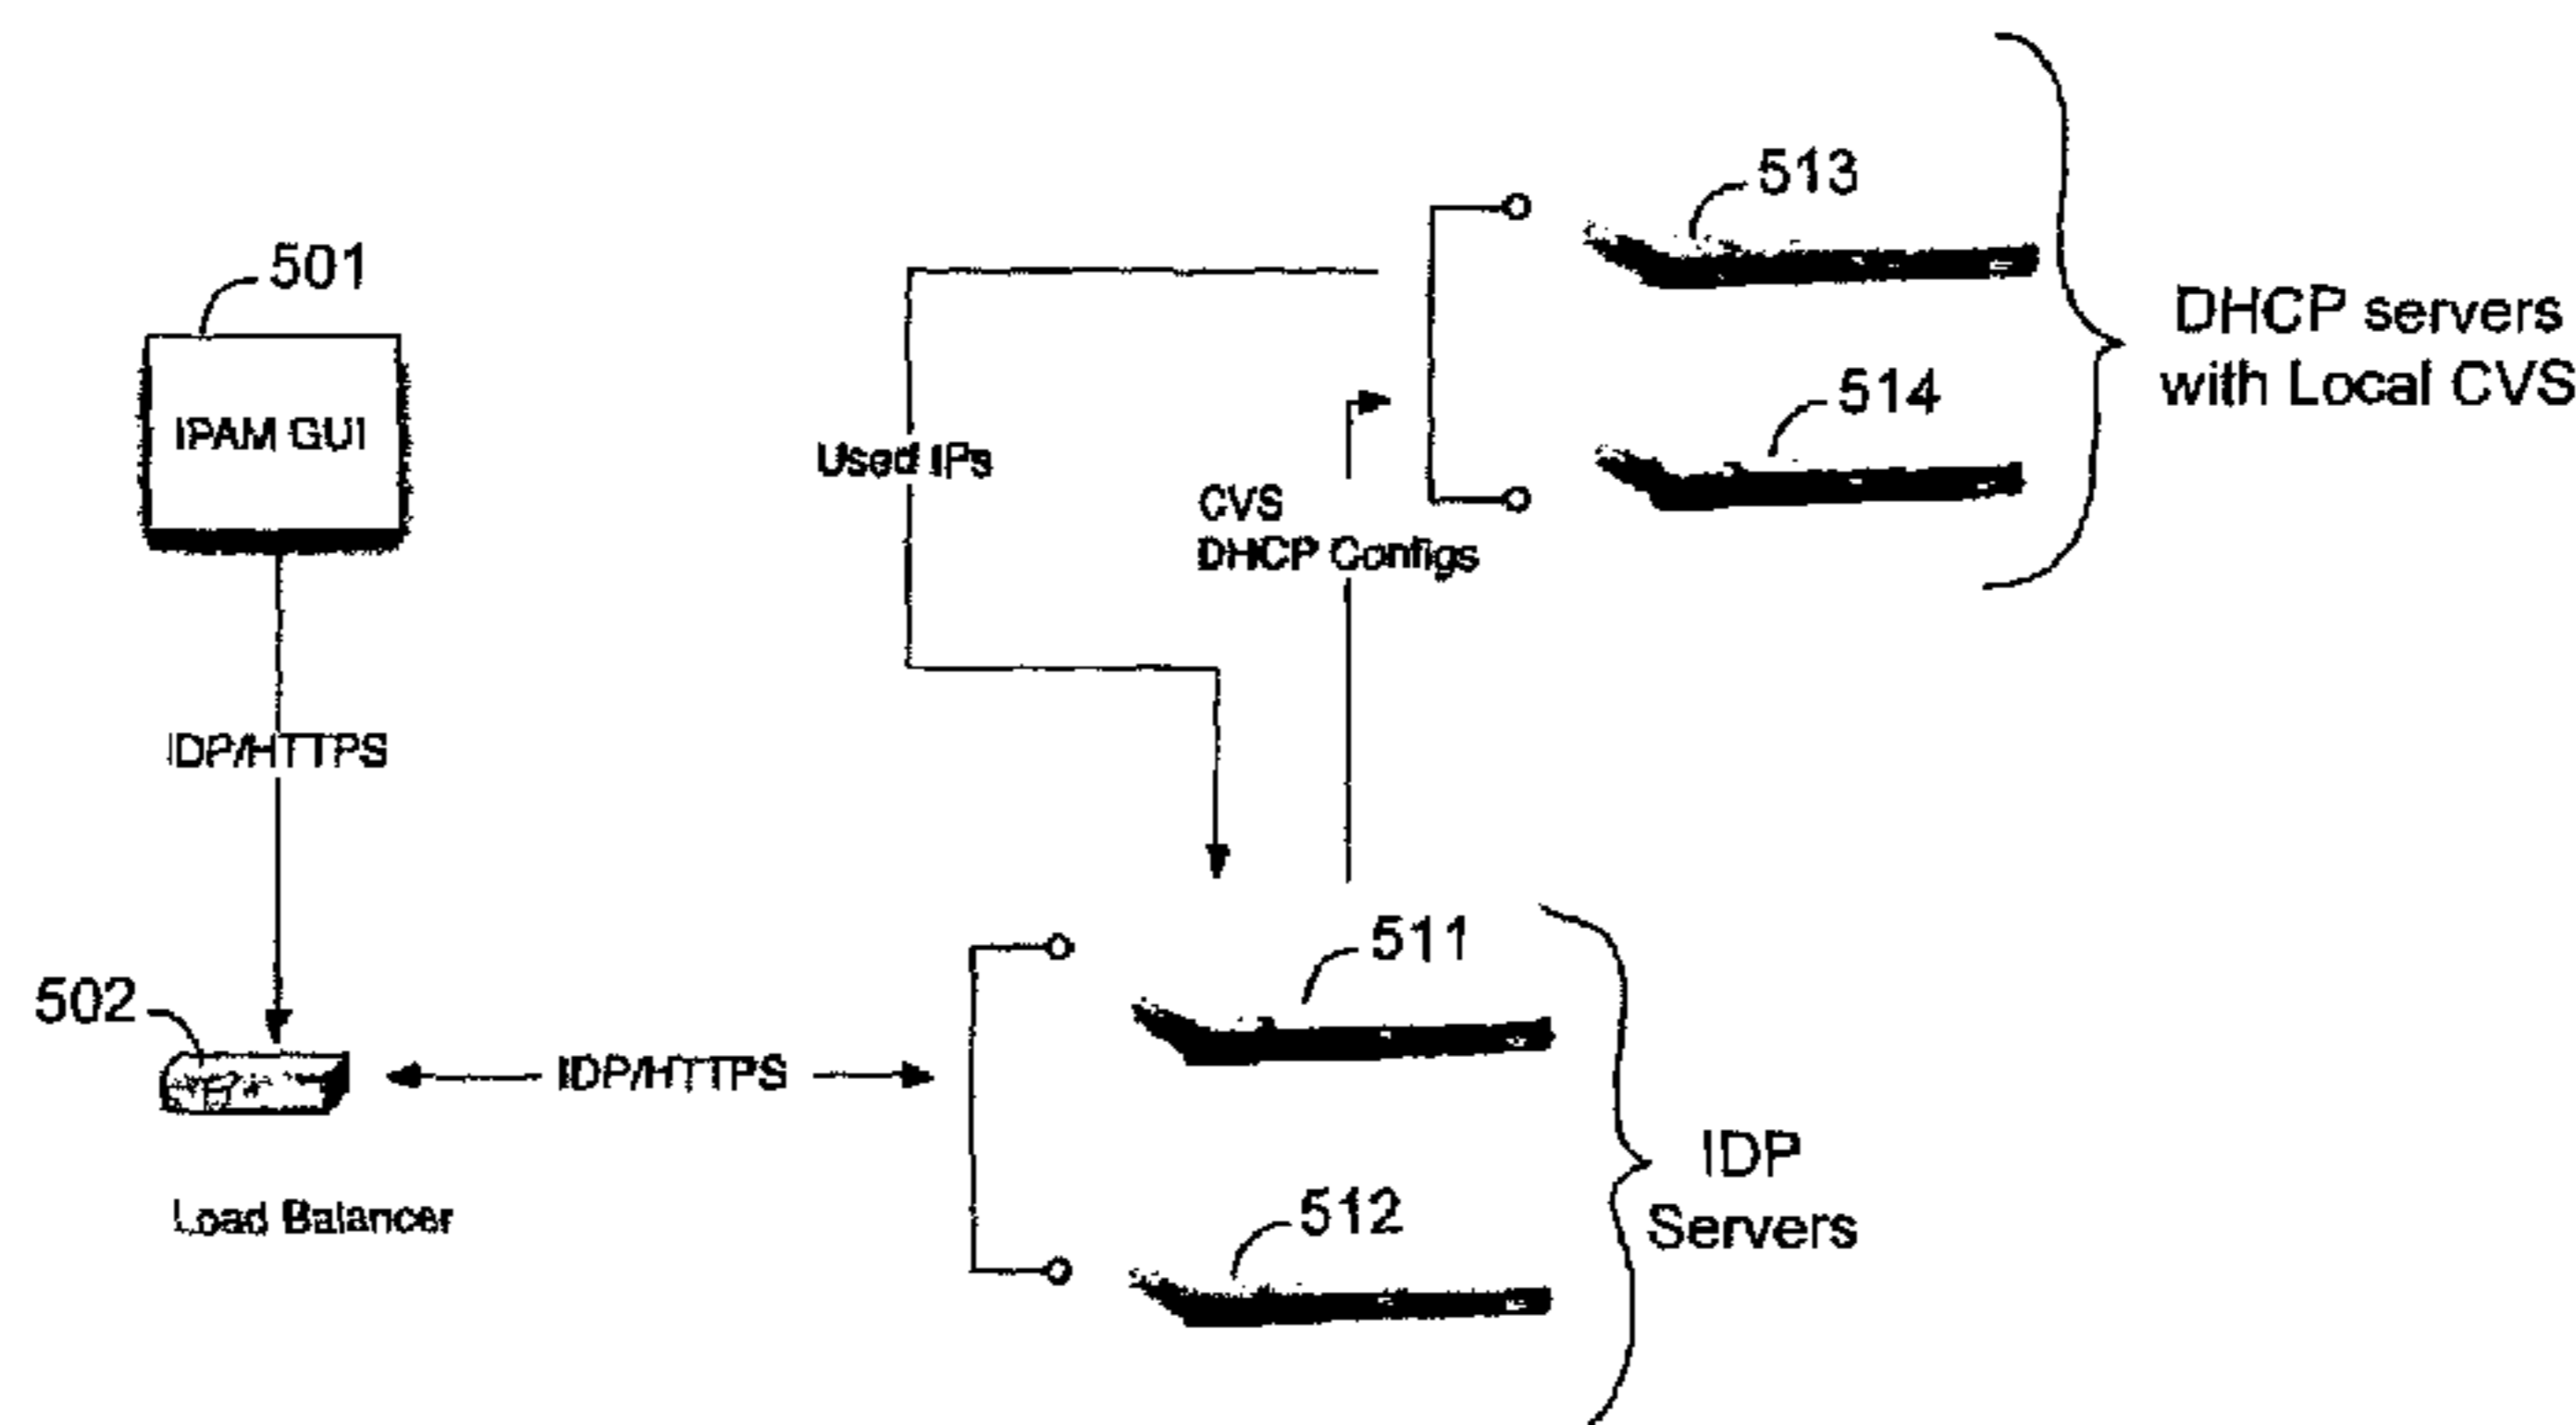 501
IPAM GUI
IDP/HTTPS
502
Load Balancer
IDP/HTTPS
Used IPs
CVS
DHCP Configs
513
514
DHCP servers
with Local CVS
511
512
IDP
Servers